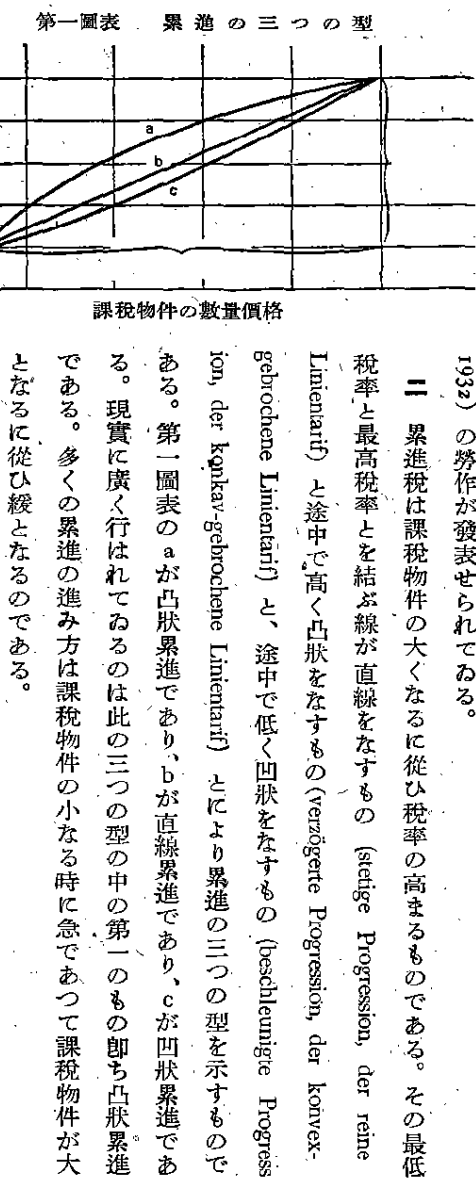 第一圖表 累進の三つの型
a
b
c
課稅物件の數量價格
1932) の勞作が發表せられてゐる。
二 累進稅は課稅物件の大くなるに從ひ稅率の高まるものである。その最低
稅率と最高稅率とを結ぶ線が直線をなすもの (stetige Progression, der reine
Linientarif) と途中で高く凸狀をなすもの (verzögerte Progression, der konvex-
gebrochene Linientarif) と、途中で低く凹狀をなすもの (beschleunigte Progress
ion, der konkav-gebrochene Linientarif) とにより累進の三つの型を示すもので
ある。第一圖表のaが凸狀累進であり、bが直線累進であり、cが凹狀累進であ
る。現實に廣く行はれてゐるのは此の三つの型の中の第一のもの卽ち凸狀累進
である。多くの累進の進み方は課稅物件の小なる時に急であつて課稅物件が大
となるに從ひ緩となるのである。